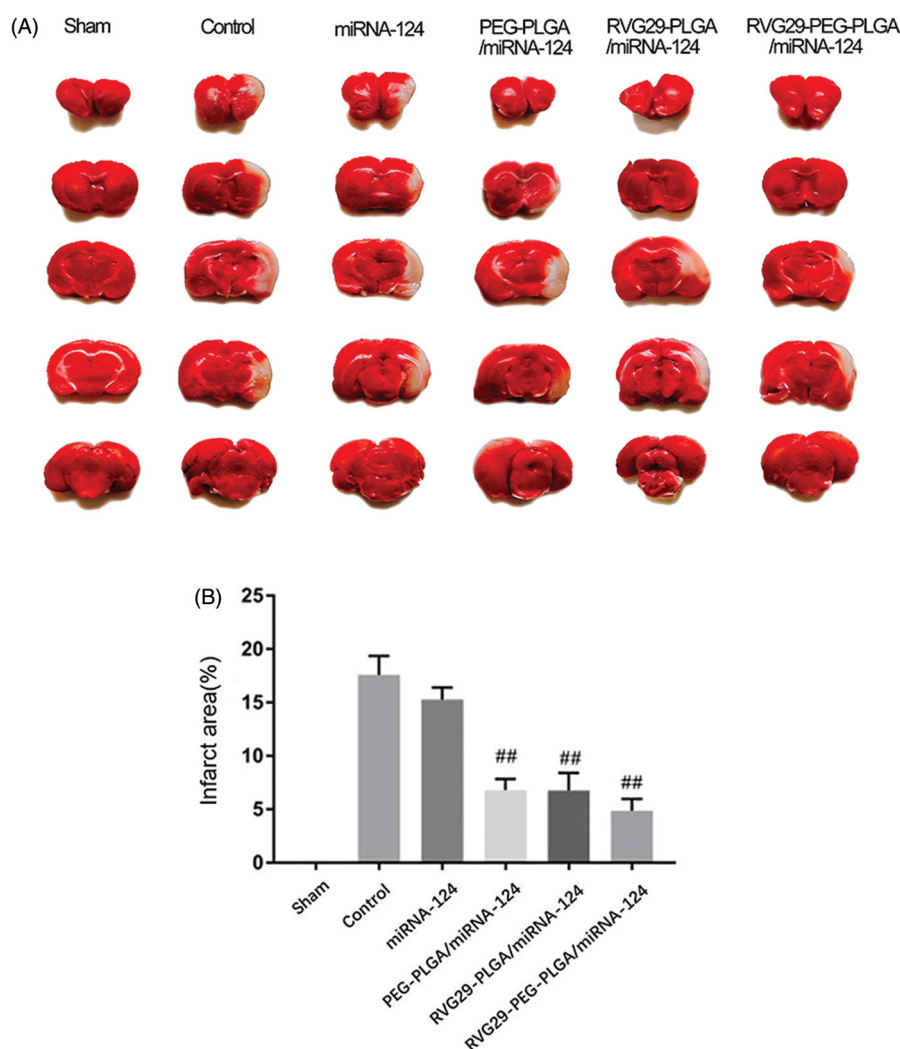 (A)
Sham
Control
miRNA-124
PEG-PLGA
/miRNA-124
RVG29-PLGA
/miRNA-124
RVG29-PEG-PLGA
/miRNA-124
(B)
Infarct area(%)
25
20
15
10
5
0
##
##
##
Sham
Control
miRNA-124
PEG-PLGA/miRNA-124
RVG29-PLGA/miRNA-124
RVG29-PEG-PLGA/miRNA-124